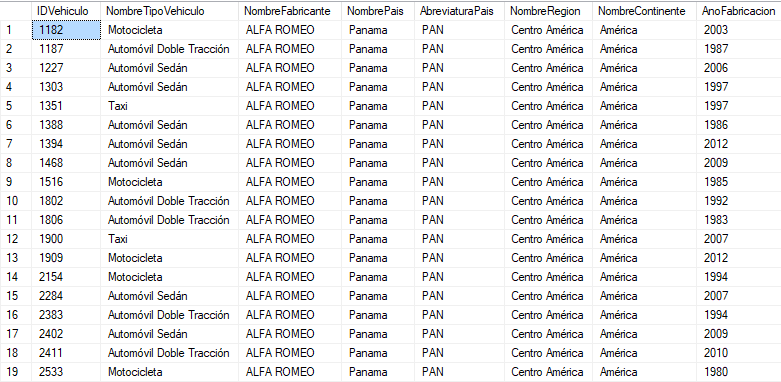 IDVehiculo NombreTipoVehiculo NombreFabricante NombrePais AbreviaturaPais NombreRegion NombreContinente AnoFabricacion
1 1182 Motocicleta ALFA ROMEO Panama PAN Centro América América 2003
2 1187 Automóvil Doble Tracción ALFA ROMEO Panama PAN Centro América América 1987
3 1227 Automóvil Sedán ALFA ROMEO Panama PAN Centro América América 2006
4 1303 Automóvil Sedán ALFA ROMEO Panama PAN Centro América América 1997
5 1351 Taxi ALFA ROMEO Panama PAN Centro América América 1997
6 1388 Automóvil Sedán ALFA ROMEO Panama PAN Centro América América 1986
7 1394 Automóvil Sedán ALFA ROMEO Panama PAN Centro América América 2012
8 1468 Automóvil Sedán ALFA ROMEO Panama PAN Centro América América 2009
9 1516 Motocicleta ALFA ROMEO Panama PAN Centro América América 1985
10 1802 Automóvil Doble Tracción ALFA ROMEO Panama PAN Centro América América 1992
11 1806 Automóvil Doble Tracción ALFA ROMEO Panama PAN Centro América América 1983
12 1900 Taxi ALFA ROMEO Panama PAN Centro América América 2007
13 1909 Motocicleta ALFA ROMEO Panama PAN Centro América América 2012
14 2154 Motocicleta ALFA ROMEO Panama PAN Centro América América 1994
15 2284 Automóvil Sedán ALFA ROMEO Panama PAN Centro América América 2007
16 2383 Automóvil Doble Tracción ALFA ROMEO Panama PAN Centro América América 1994
17 2402 Automóvil Sedán ALFA ROMEO Panama PAN Centro América América 2009
18 2411 Automóvil Doble Tracción ALFA ROMEO Panama PAN Centro América América 2010
19 2533 Motocicleta ALFA ROMEO Panama PAN Centro América América 1980